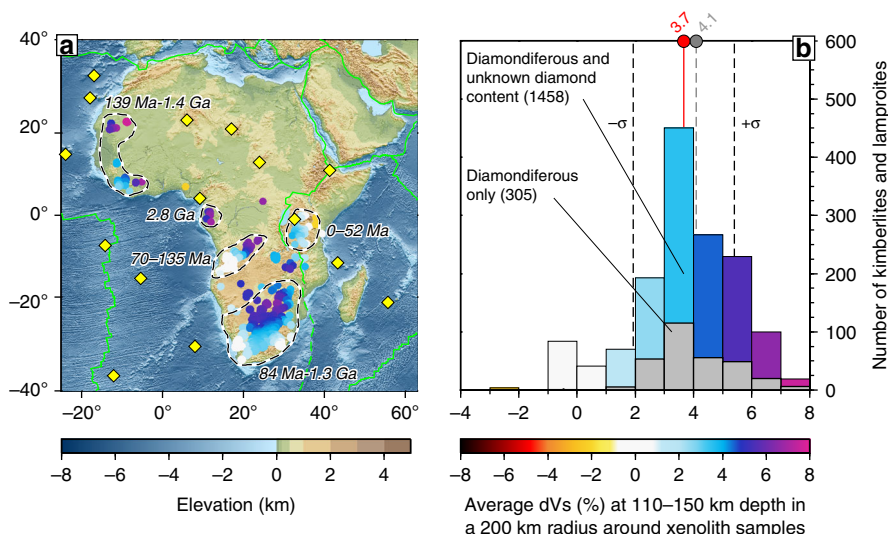 a
40°
20°
0°
–20°
–40°
–20°
0°
20°
40°
60°
139 Ma-1.4 Ga
2.8 Ga
0–52 Ma
70–135 Ma
84 Ma-1.3 Ga
–8
–6
–4
–2
0
2
4
Elevation (km)
b
3.7
4.1
Diamondiferous and
unknown diamond
content (1458)
Diamondiferous
only (305)
–σ
+σ
600
500
400
300
200
100
0
Number of kimberlites and lamproites
–4
–2
0
2
4
6
8
–8
–6
–4
–2
0
2
4
6
8
Average dVs (%) at 110–150 km depth in
a 200 km radius around xenolith samples